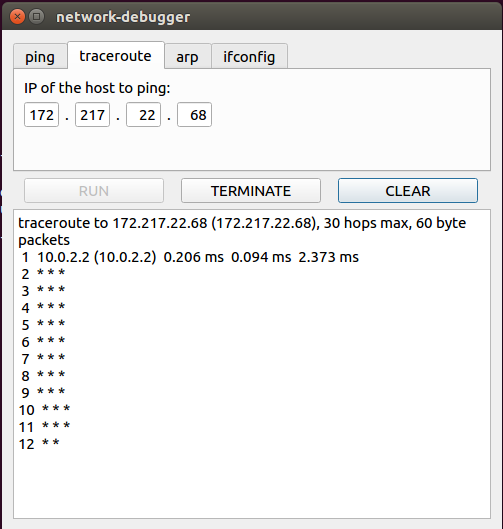 network-debugger
ping traceroute arp ifconfig
IP of the host to ping:
172 . 217 . 22 . 68
RUN TERMINATE CLEAR
traceroute to 172.217.22.68 (172.217.22.68), 30 hops max, 60 byte
packets
1 10.0.2.2 (10.0.2.2) 0.206 ms 0.094 ms 2.373 ms
2 * * *
3 * * *
4 * * *
5 * * *
6 * * *
7 * * *
8 * * *
9 * * *
10 * * *
11 * * *
12 * *